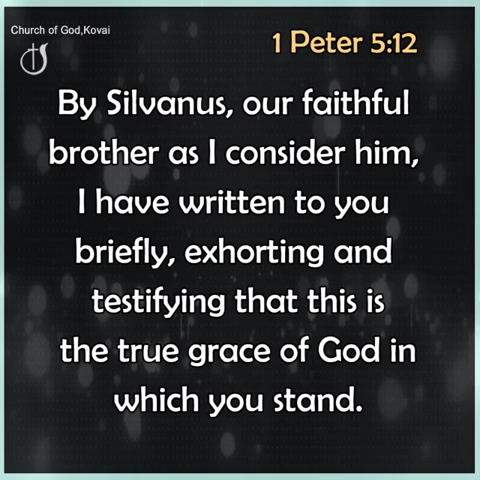 Church of God,Kovai
1 Peter 5:12
By Silvanus, our faithful
brother as I consider him,
I have written to you
briefly, exhorting and
testifying that this is
the true grace of God in
which you stand.